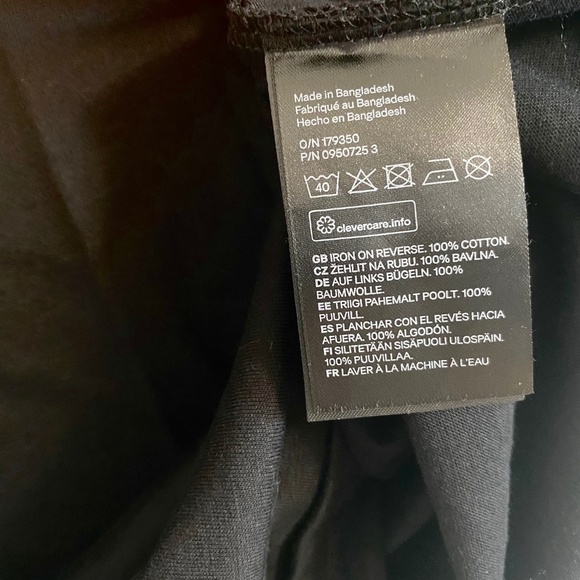 Made in Bangladesh
Fabriqué au Bangladesh
Hecho en Bangladesh
O/N 179350
P/N 0950725 3
40
clevercare.info
GB IRON ON REVERSE. 100% COTTON.
CZ ŽEHLIT NA RUBU. 100% BAVLNA.
DE AUF LINKS BÜGELN. 100%
BAUMWOLLE.
EE TRIIGI PAHEMALT POOLT. 100%
PUUVILL.
ES PLANCHAR CON EL REVÉS HACIA
AFUERA. 100% ALGODÓN.
FI SILITETÄÄN SISÄPUOLI ULOSPÄIN.
100% PUUVILLAA.
FR LAVER À LA MACHINE À L'EAU